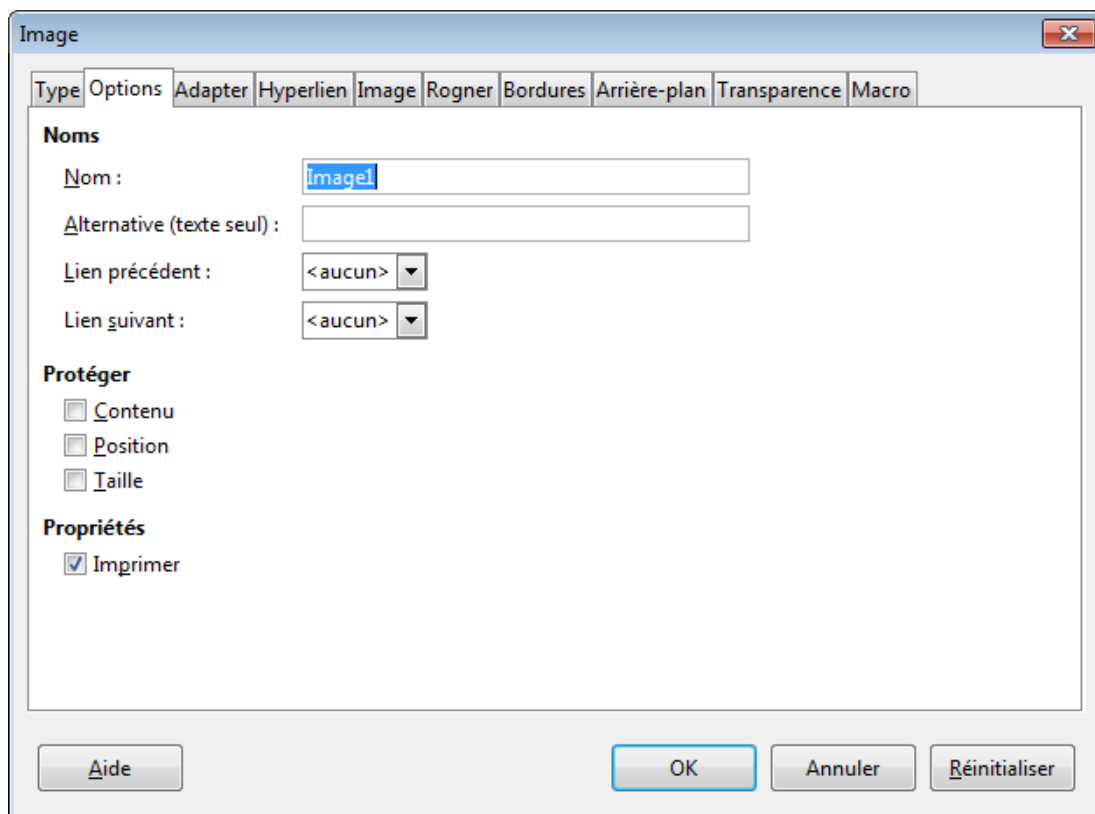 Image
Type Options Adapter Hyperlien Image Rogner Bordures Arrière-plan Transparence Macro
Noms
Nom : Image1
Alternative (texte seul) :
Lien précédent : <aucun>
Lien suivant : <aucun>
Protéger
Contenu
Position
Taille
Propriétés
Imprimer
Aide OK Annuler Réinitialiser